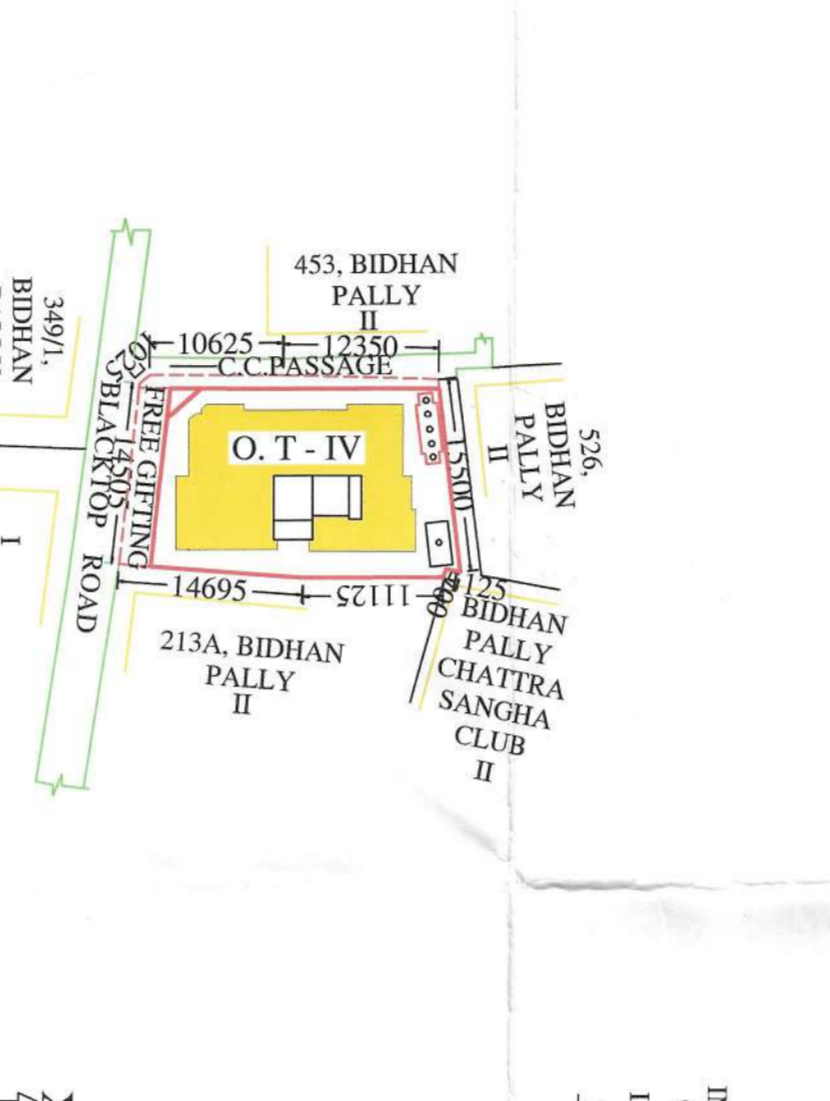 453, BIDHAN
PALLY
II
349/1,
BIDHAN
10625
12350
C.C.PASSAGE
FREE GIFTING
14505
BLACKTOP ROAD
O. T - IV
15500
526,
BIDHAN
PALLY
II
I
14695
11125
125
213A, BIDHAN
PALLY
II
BIDHAN
PALLY
CHATTRA
SANGHA
CLUB
II